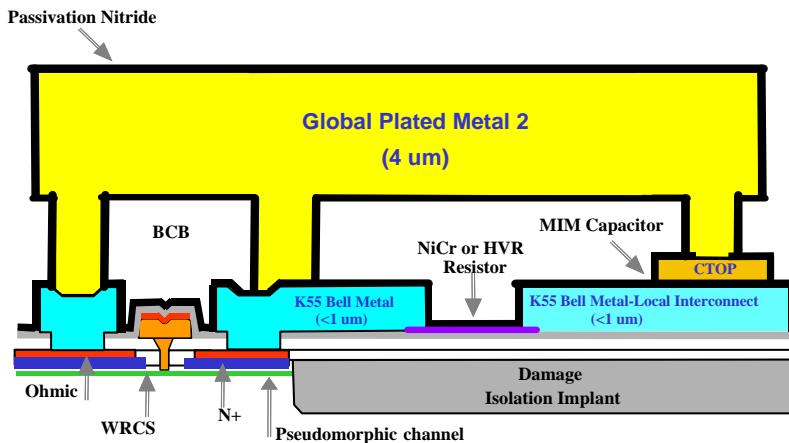 Passivation Nitride
Global Plated Metal 2
(4 um)
BCB
NiCr or HVR
Resistor
MIM Capacitor
CTOP
K55 Bell Metal
(<1 um)
K55 Bell Metal-Local Interconnect
(<1 um)
Ohmic
WRCS
N+
Pseudomorphic channel
Damage
Isolation Implant